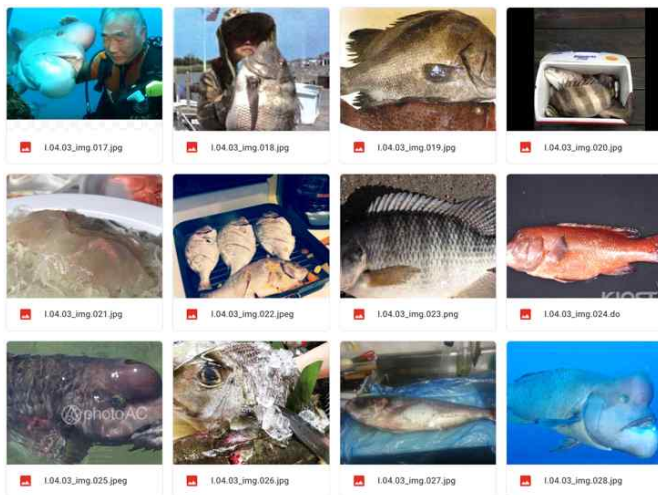 I.04.03_img.017.jpg
I.04.03_img.018.jpg
I.04.03_img.019.jpg
I.04.03_img.020.jpg
I.04.03_img.021.jpg
I.04.03_img.022.jpeg
I.04.03_img.023.png
KIOST
I.04.03_img.024.do
photoAC
I.04.03_img.025.jpeg
I.04.03_img.026.jpg
I.04.03_img.027.jpg
I.04.03_img.028.jpg